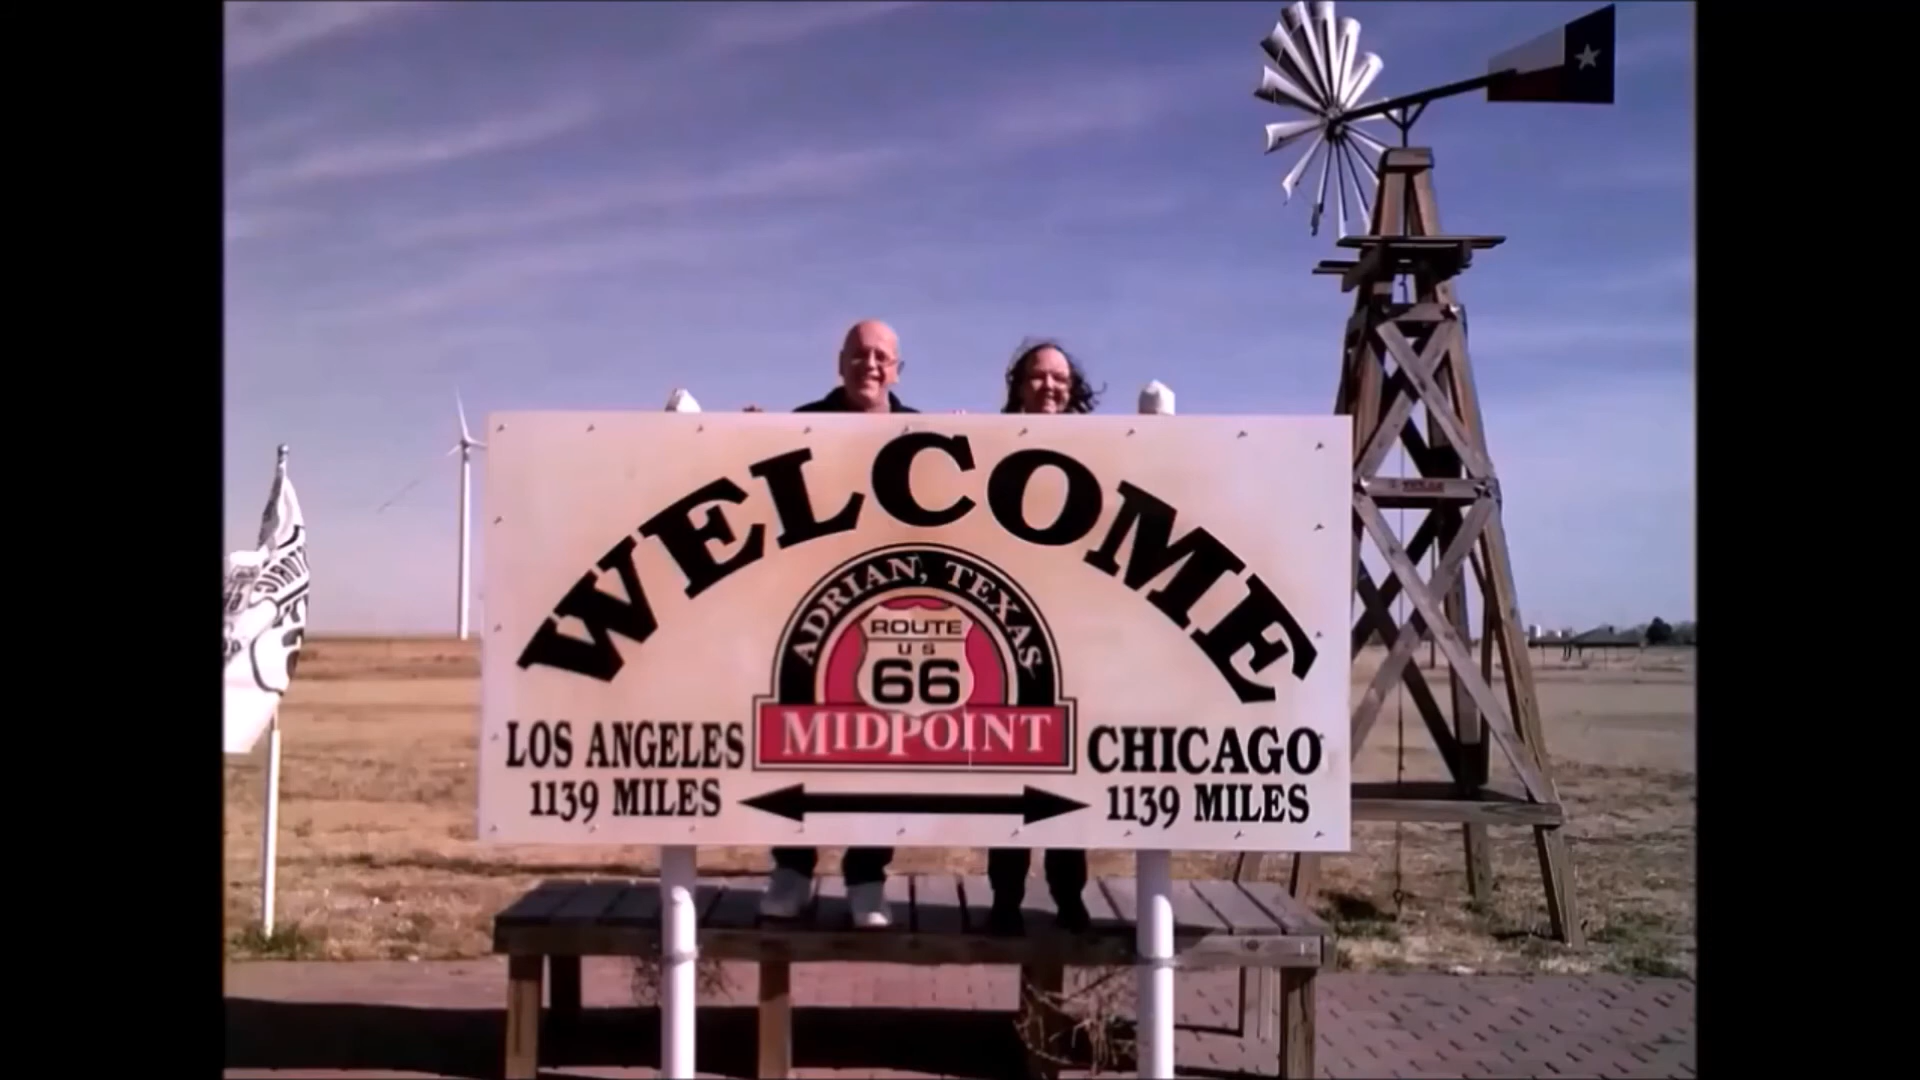 WELCOME
ADRIAN, TEXAS
ROUTE
US
66
MIDPOINT
LOS ANGELES
1139 MILES
CHICAGO
1139 MILES